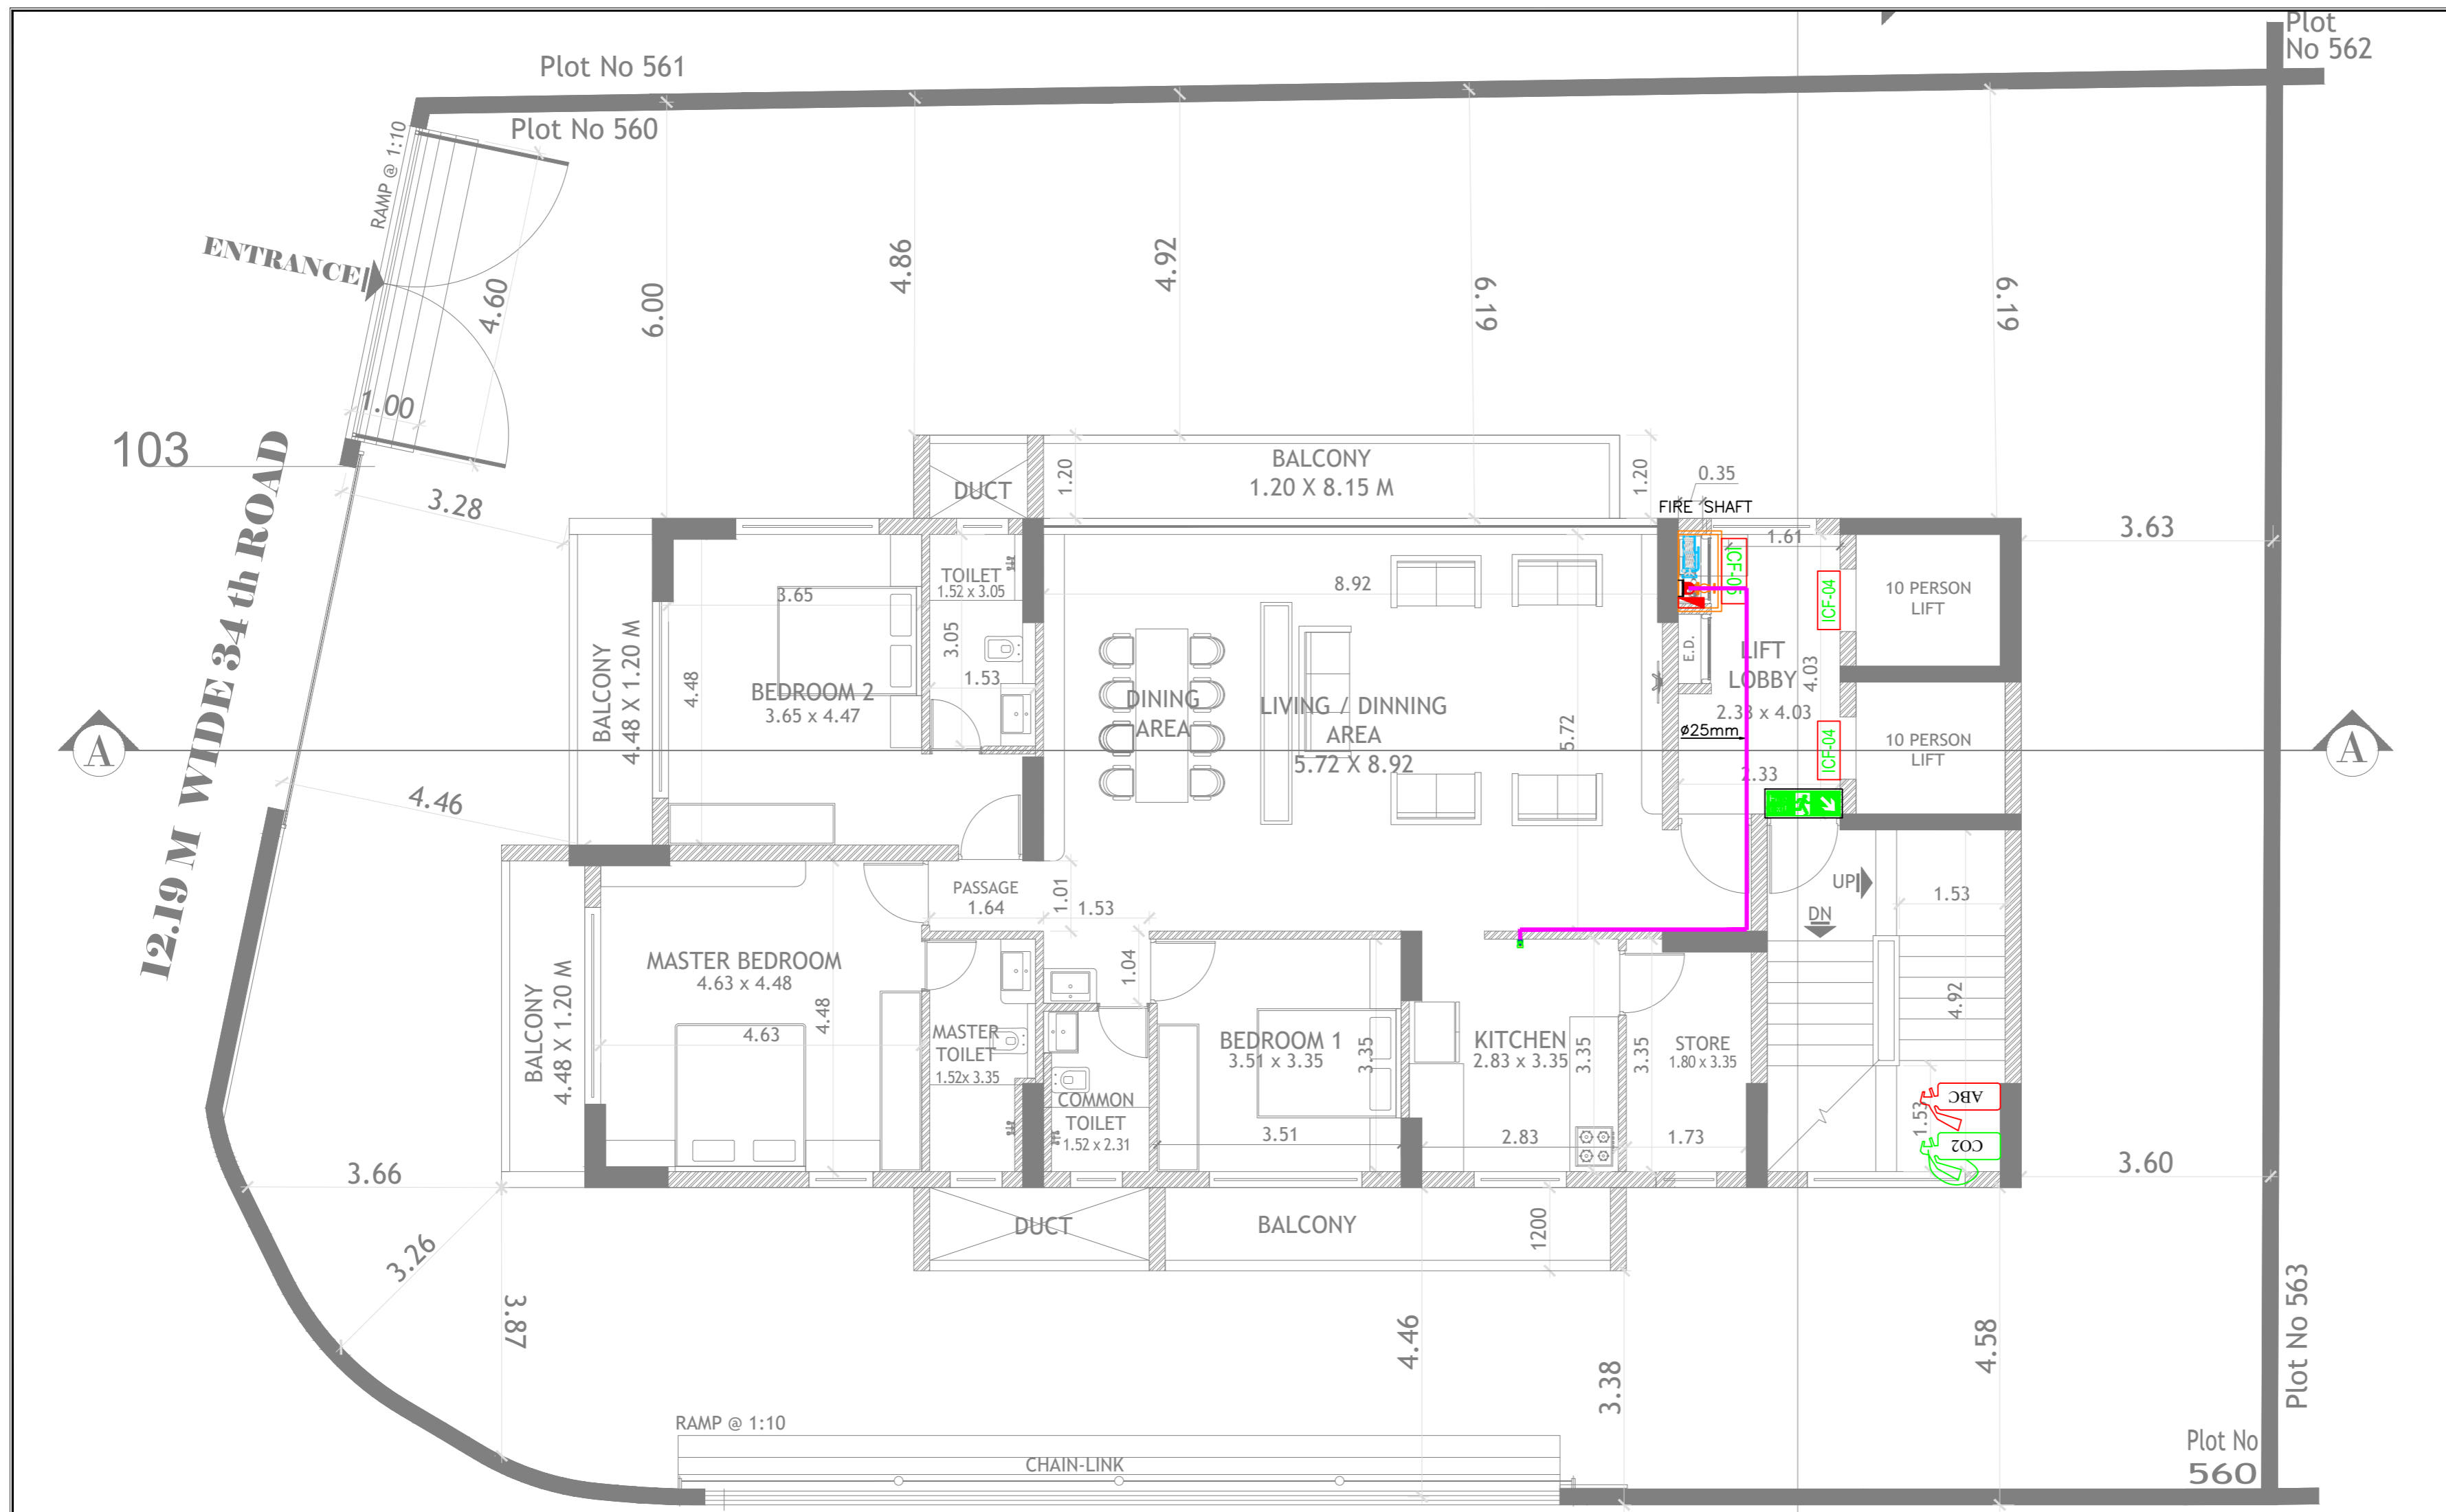 Plot
No 562
Plot No 561
Plot No 560
RAMP @ 1:10
ENTRANCE
4.60
6.00
4.86
4.92
6.19
6.19
1.00
103
3.28
12.19 M WIDE 34 th ROAD
DUCT
1.20
BALCONY
1.20 X 8.15 M
1.20
0.35
FIRE SHAFT
1.61
3.63
TOILET
1.52 x 3.05
3.65
8.92
ICF-05
ICF-04
10 PERSON
LIFT
BALCONY
4.48 X 1.20 M
4.48
3.05
1.53
BEDROOM 2
3.65 x 4.47
DINING
AREA
LIVING / DINNING
AREA
5.72 X 8.92
5.72
E.D.
LIFT
LOBBY
2.33 x 4.03
4.03
ø25mm
ICF-04
10 PERSON
LIFT
A
A
2.33
4.46
PASSAGE
1.64
1.01
1.53
UP
DN
1.53
MASTER BEDROOM
4.63 x 4.48
4.48
4.63
BALCONY
4.48 X 1.20 M
MASTER
TOILET
1.52x 3.35
1.04
COMMON
TOILET
1.52 x 2.31
BEDROOM 1
3.51 x 3.35
3.35
3.51
KITCHEN
2.83 x 3.35
3.35
2.83
3.35
STORE
1.80 x 3.35
1.73
4.92
1.53
ABC
CO2
3.66
3.60
3.26
3.87
DUCT
BALCONY
1200
4.46
3.38
4.58
Plot No 563
RAMP @ 1:10
CHAIN-LINK
Plot No
560